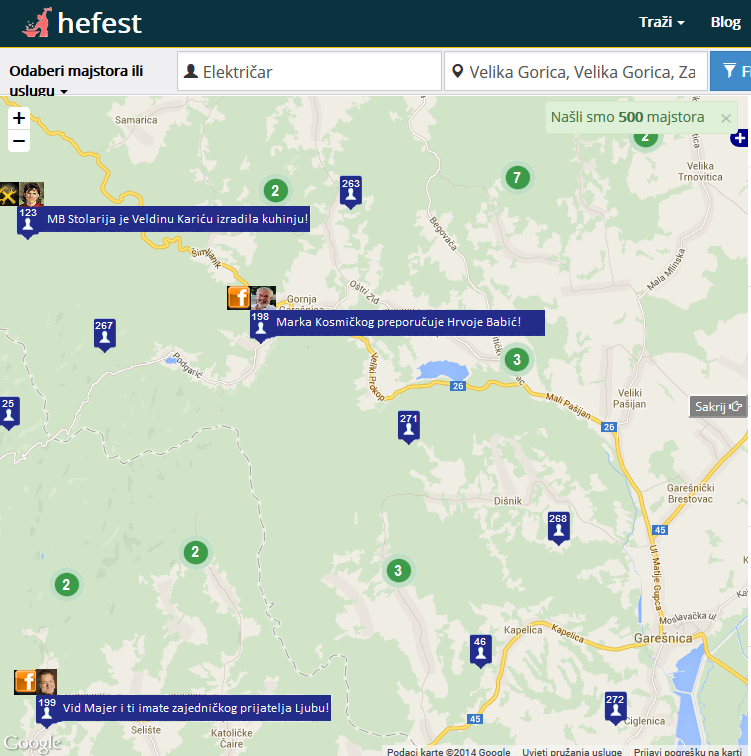 hefest
Traži
Blog
Odaberi majstora ili
uslugu
Električar
Velika Gorica, Velika Gorica, Za
Našli smo 500 majstora
×
+
−
Samarica
2
Velika
Trnovitica
7
2
263
123
MB Stolarija je Veldinu Kariću izradila kuhinju!
Begovača
Šimljanik
Mala Mlinska
Oštri Zid
Gornja
Garešnica
198
Marka Kosmičkog preporučuje Hrvoje Babić!
267
Podgarić
Veliki Prokop
3
26
Mali Pašijan
Veliki
Pašijan
Sakrij
25
271
26
Garešnički
Brestovac
Dišnik
268
45
2
3
2
Ul. Matije Gupca
Moslavačka ul
Kapelica
Kapelica
Garešnica
46
199
Vid Majer i ti imate zajedničkog prijatelja Ljubu!
272
Ciglenica
45
Selište
Katoličke
Čaire
Google
Podaci karte ©2014 Google
Uvjeti pružanja usluge
Prijavi pogrešku na karti